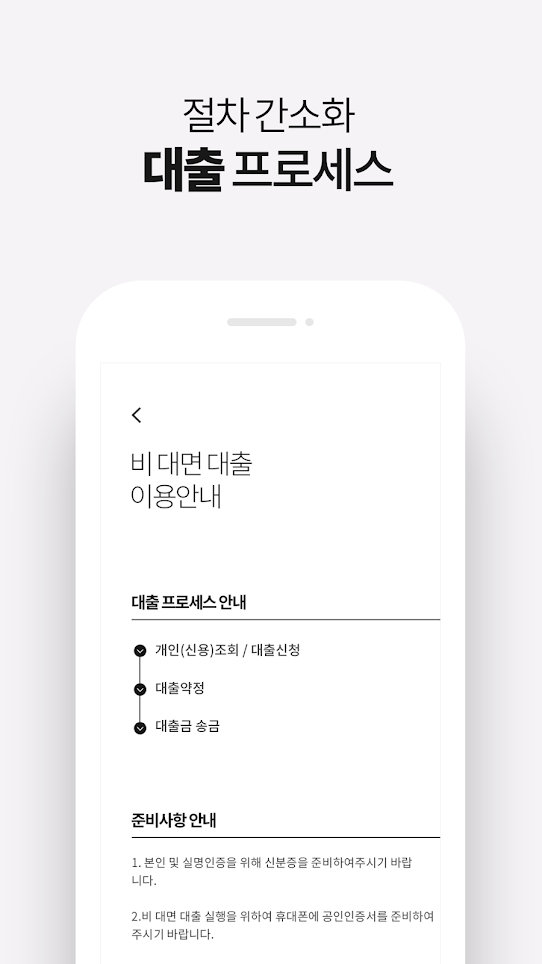 절차 간소화
대출 프로세스
비 대면 대출
이용안내
대출 프로세스 안내
개인(신용)조회 / 대출신청
대출약정
대출금 송금
준비사항 안내
1. 본인 및 실명인증을 위해 신분증을 준비하여주시기 바랍
니다.
2.비 대면 대출 실행을 위하여 휴대폰에 공인인증서를 준비하여
주시기 바랍니다.